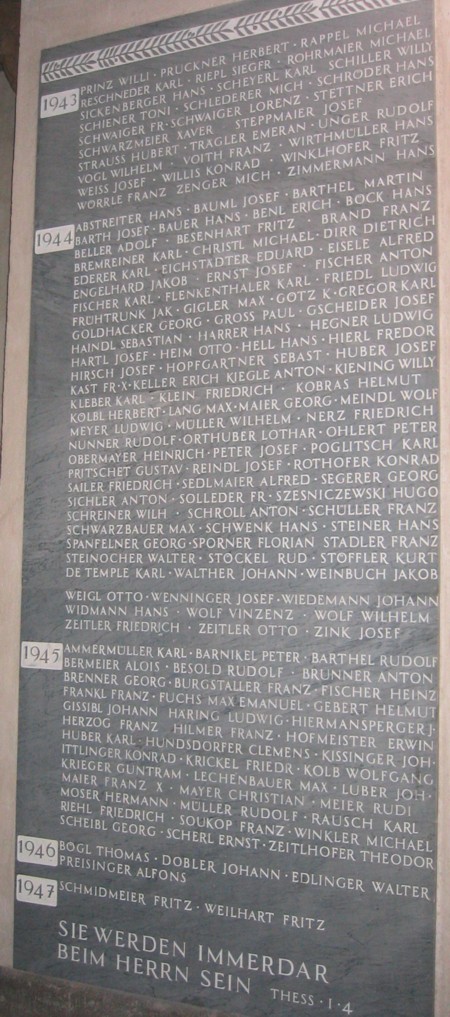 PRINZ WILLI · PRUCKNER HERBERT · RAPPEL MICHAEL
1943 RESCHNEDER KARL · RIEPL SIEGFR · ROHRMAIER MICHAEL
SICKENBERGER HANS · SCHEYERL KARL SCHILLER WILLY
SCHIENER TONI · SCHLEDERER MICH · SCHRÖDER HANS
SCHWAIGER FR · SCHWAIGER LORENZ · STETTNER ERICH
SCHWARZMEIER XAVER STEPPMAIER JOSEF
STRAUSS HUBERT · TRAGLER EMERAN · UNGER RUDOLF
VOGL WILHELM · VOITH FRANZ · WIRTHMÜLLER HANS
WEISS JOSEF · WILLIS KONRAD · WINKLHOFER FRITZ
WÖRRLE FRANZ ZENGER MICH · ZIMMERMANN HANS
1944 ABSTREITER HANS · BÄUML JOSEF · BARTHEL MARTIN
BARTH JOSEF · BAUER HANS · BENL ERICH · BÖCK HANS
BELLER ADOLF · BESENHART FRITZ · BRAND FRANZ
BREMREINER KARL · CHRISTL MICHAEL · DIRR DIETRICH
EDERER KARL · EICHSTÄDTER EDUARD · EISELE ALFRED
ENGELHARD JAKOB · ERNST JOSEF · FISCHER ANTON
FISCHER KARL · FLENKENTHALER KARL · FRIEDL LUDWIG
FRÜHTRUNK JAK · GIGLER MAX · GÖTZ K · GREGOR KARL
GOLDHACKER GEORG · GROSS PAUL · GSCHEIDER JOSEF
HAINDL SEBASTIAN · HARRER HANS · HEGNER LUDWIG
HARTL JOSEF · HEIM OTTO · HELL HANS · HIERL FREDOR
HIRSCH JOSEF · HOPFGARTNER SEBAST · HUBER JOSEF
KAST FR · X · KELLER ERICH KIEGLE ANTON · KIENING WILLY
KLEBER KARL · KLEIN FRIEDRICH · KOBRAS HELMUT
KÖLBL HERBERT · LANG MAX · MAIER GEORG · MEINDL WOLF
MEYER LUDWIG · MÜLLER WILHELM · NERZ FRIEDRICH
NUNNER RUDOLF · ORTHUBER LOTHAR · OHLERT PETER
OBERMAYER HEINRICH · PETER JOSEF · POGLITSCH KARL
PRITSCHET GUSTAV · REINDL JOSEF · ROTHOFER KONRAD
SAILER FRIEDRICH · SEDLMAIER ALFRED · SEGERER GEORG
SICHLER ANTON · SOLLEDER FR · SZESNICZEWSKI HUGO
SCHREINER WILH · SCHROLL ANTON · SCHÜLLER FRANZ
SCHWARZBAUER MAX · SCHWENK HANS · STEINER HANS
SPANFELNER GEORG · SPORNER FLORIAN STADLER FRANZ
STEINOCHER WALTER · STÖCKEL RUD · STÖFFLER KURT
DE TEMPLE KARL · WALTHER JOHANN · WEINBUCH JAKOB
WEIGL OTTO · WENNINGER JOSEF · WIEDEMANN JOHANN
WIDMANN HANS · WOLF VINZENZ · WOLF WILHELM
ZEITLER FRIEDRICH · ZEITLER OTTO · ZINK JOSEF
1945 AMMERMÜLLER KARL · BARNIKEL PETER · BARTHEL RUDOLF
BERMEIER ALOIS · BESOLD RUDOLF · BRUNNER ANTON
BRENNER GEORG · BURGSTALLER FRANZ · FISCHER HEINZ
FRANKL FRANZ · FUCHS MAX EMANUEL · GEBERT HELMUT
GISSIBL JOHANN HARING LUDWIG · HIERMANSPERGER J·
HERZOG FRANZ HILMER FRANZ · HOFMEISTER ERWIN
HUBER KARL · HUNDSDORFER CLEMENS · KISSINGER JOH·
ITTLINGER KONRAD · KRICKEL FRIEDR · KOLB WOLFGANG
KRIEGER GUNTRAM · LECHENBAUER MAX · LUBER JOH·
MAIER FRANZ X · MAYER CHRISTIAN · MEIER RUDI
MOSER HERMANN · MÜLLER RUDOLF · RAUSCH KARL
RIEHL FRIEDRICH · SOUKOP FRANZ · WINKLER MICHAEL
SCHEIBL GEORG · SCHERL ERNST · ZEITLHOFER THEODOR
1946 BOGL THOMAS · DOBLER JOHANN · EDLINGER WALTER
PREISINGER ALFONS
1947 SCHMIDMEIER FRITZ · WEILHART FRITZ
SIE WERDEN IMMERDAR
BEIM HERRN SEIN THESS · I · 4